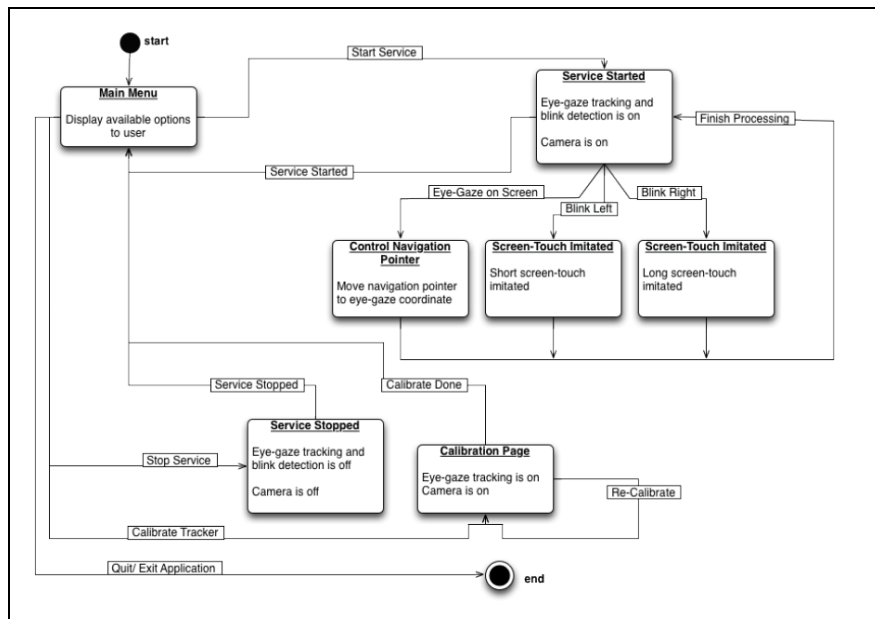 start
Start Service
Main Menu
Display available options
to user
Service Started
Eye-gaze tracking and
blink detection is on
Camera is on
Finish Processing
Service Started
Eye-Gaze on Screen
Blink Left
Blink Right
Control Navigation
Pointer
Move navigation pointer
to eye-gaze coordinate
Screen-Touch Imitated
Short screen-touch
imitated
Screen-Touch Imitated
Long screen-touch
imitated
Service Stopped
Calibrate Done
Service Stopped
Eye-gaze tracking and
blink detection is off
Camera is off
Stop Service
Calibration Page
Eye-gaze tracking is on
Camera is on
Re-Calibrate
Calibrate Tracker
Quit/ Exit Application
end